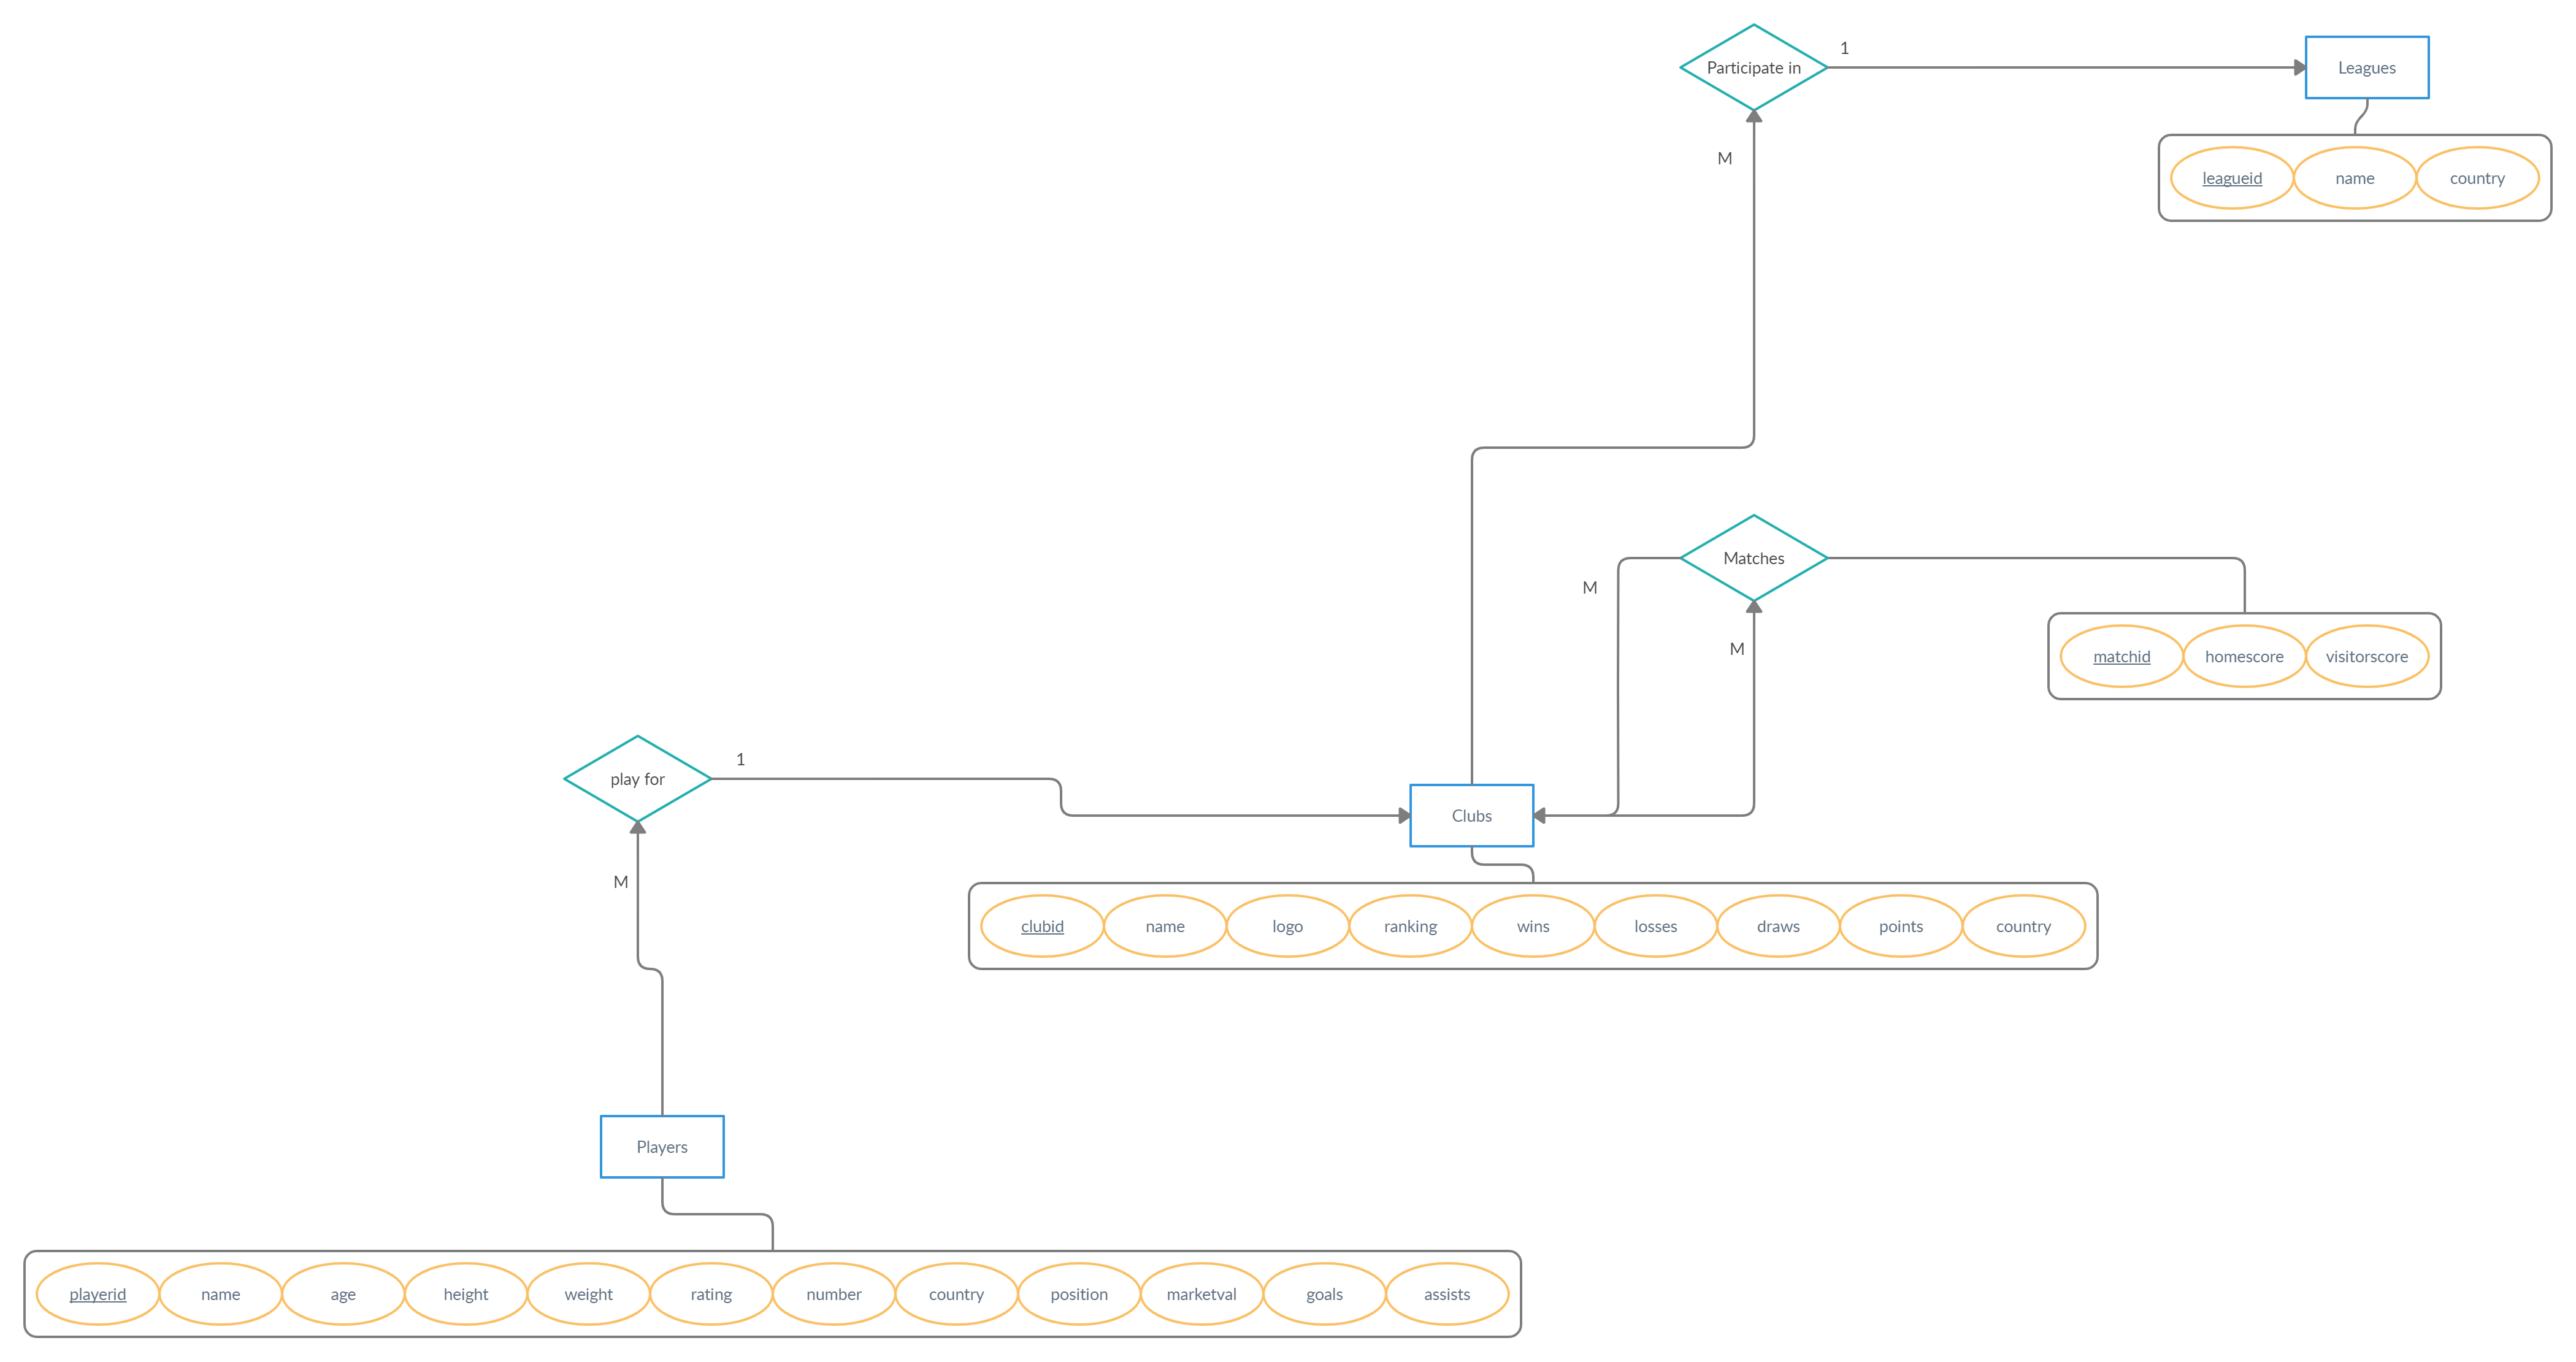 Participate in
1
Leagues
M
leagueid
name
country
Matches
M
M
matchid
homescore
visitorscore
play for
1
Clubs
M
clubid
name
logo
ranking
wins
losses
draws
points
country
Players
playerid
name
age
height
weight
rating
number
country
position
marketval
goals
assists